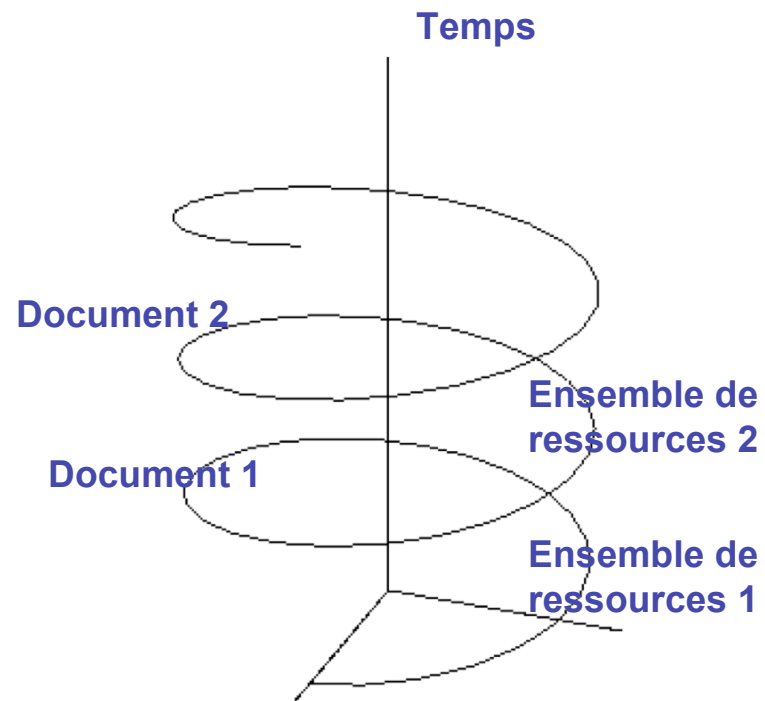 Temps
Document 2
Ensemble de
ressources 2
Document 1
Ensemble de
ressources 1